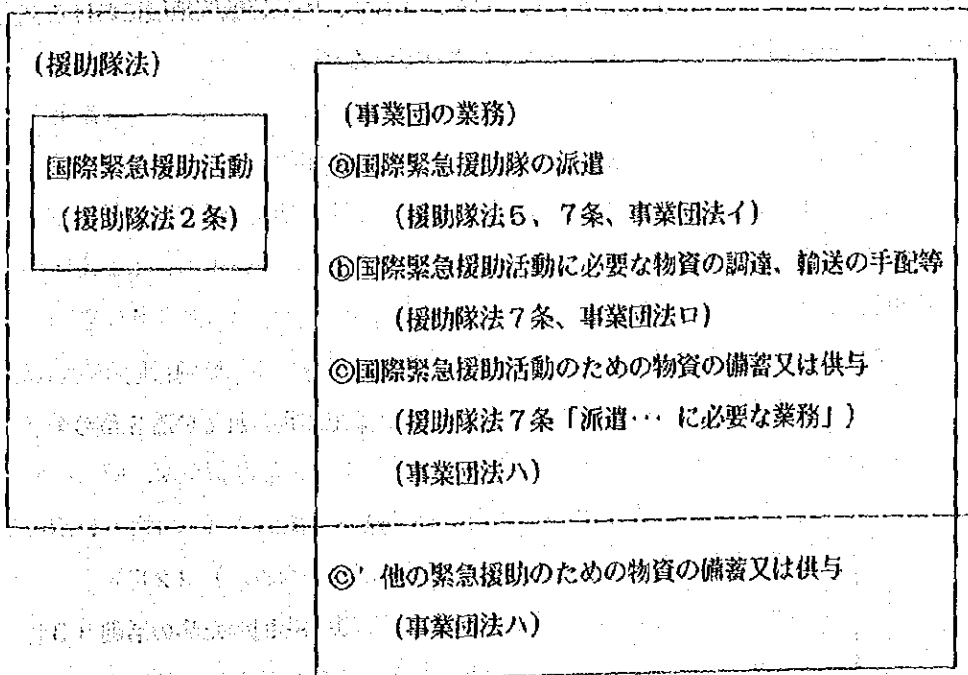 (援助隊法)
国際緊急援助活動
(援助隊法2条)
(事業団の業務)
ⓐ国際緊急援助隊の派遣
(援助隊法5、7条、事業団法イ)
ⓑ国際緊急援助活動に必要な物資の調達、輸送の手配等
(援助隊法7条、事業団法ロ)
ⓒ国際緊急援助活動のための物資の備蓄又は供与
(援助隊法7条「派遣… に必要な業務」)
(事業団法ハ)
ⓒ' 他の緊急援助のための物資の備蓄又は供与
(事業団法ハ)